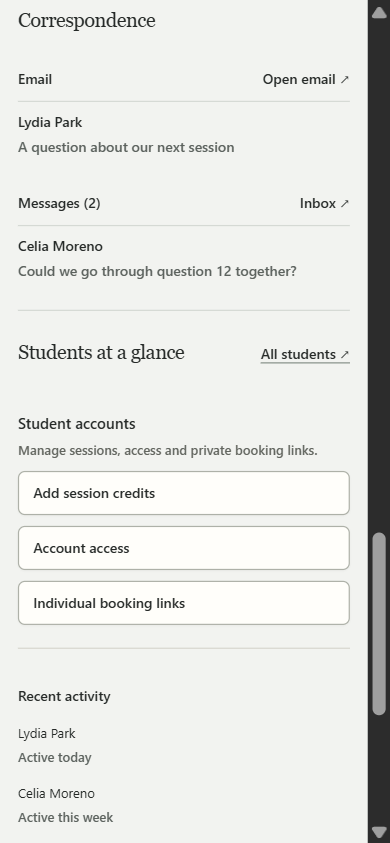 Correspondence
Email
Open email ↗
Lydia Park
A question about our next session
Messages (2)
Inbox ↗
Celia Moreno
Could we go through question 12 together?
Students at a glance
All students ↗
Student accounts
Manage sessions, access and private booking links.
Add session credits
Account access
Individual booking links
Recent activity
Lydia Park
Active today
Celia Moreno
Active this week